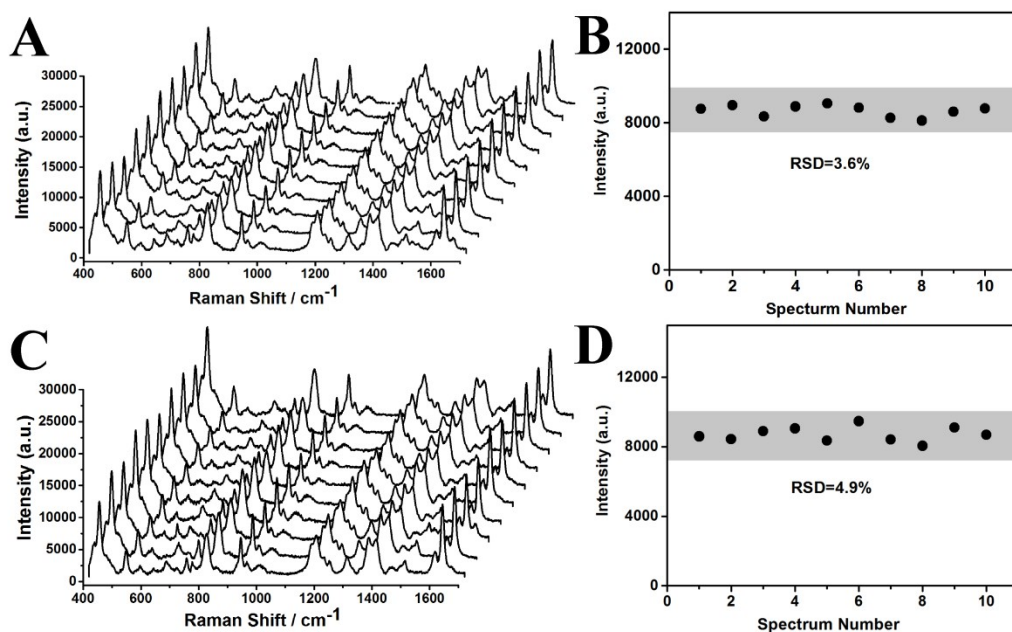 A
Intensity (a.u.)
30000
25000
20000
15000
10000
5000
0
400 600 800 1000 1200 1400 1600
Raman Shift / cm-1
B
Intensity (a.u.)
12000
8000
4000
0
RSD=3.6%
0 2 4 6 8 10
Specturm Number
C
Intensity (a.u.)
30000
25000
20000
15000
10000
5000
0
400 600 800 1000 1200 1400 1600
Raman Shift / cm-1
D
Intensity (a.u.)
12000
8000
4000
0
RSD=4.9%
0 2 4 6 8 10
Spectrum Number